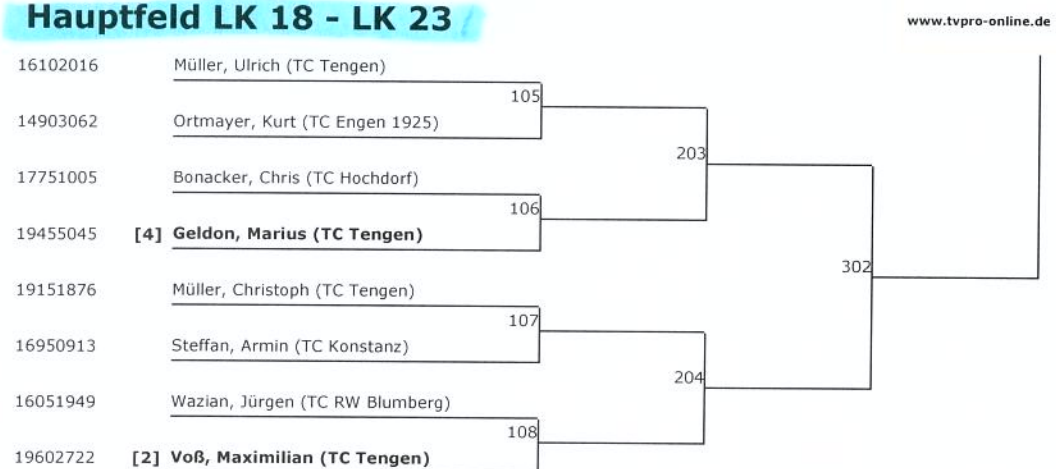 Hauptfeld LK 18 - LK 23
www.tvpro-online.de
16102016 Müller, Ulrich (TC Tengen)
105
14903062 Ortmayer, Kurt (TC Engen 1925)
203
17751005 Bonacker, Chris (TC Hochdorf)
106
19455045 [4] Geldon, Marius (TC Tengen)
302
19151876 Müller, Christoph (TC Tengen)
107
16950913 Steffan, Armin (TC Konstanz)
204
16051949 Wazian, Jürgen (TC RW Blumberg)
108
19602722 [2] Voß, Maximilian (TC Tengen)